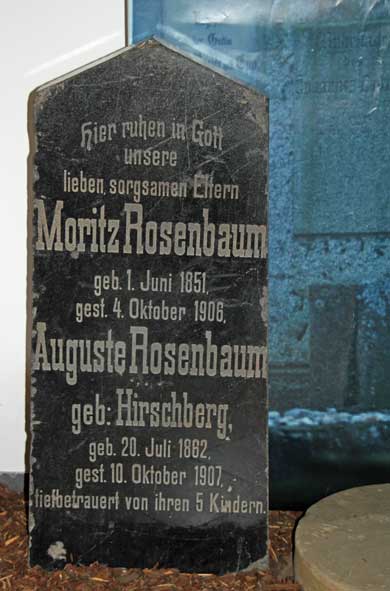 Hier ruhen in Gott
unsere
lieben, sorgsamen Eltern
Moritz Rosenbaum
geb. 1. Juni 1851,
gest. 4. Oktober 1906,
Auguste Rosenbaum
geb: Hirschberg,
geb. 20. Juli 1862,
gest. 10. Oktober 1907,
tiefbetrauert von ihren 5 Kindern.